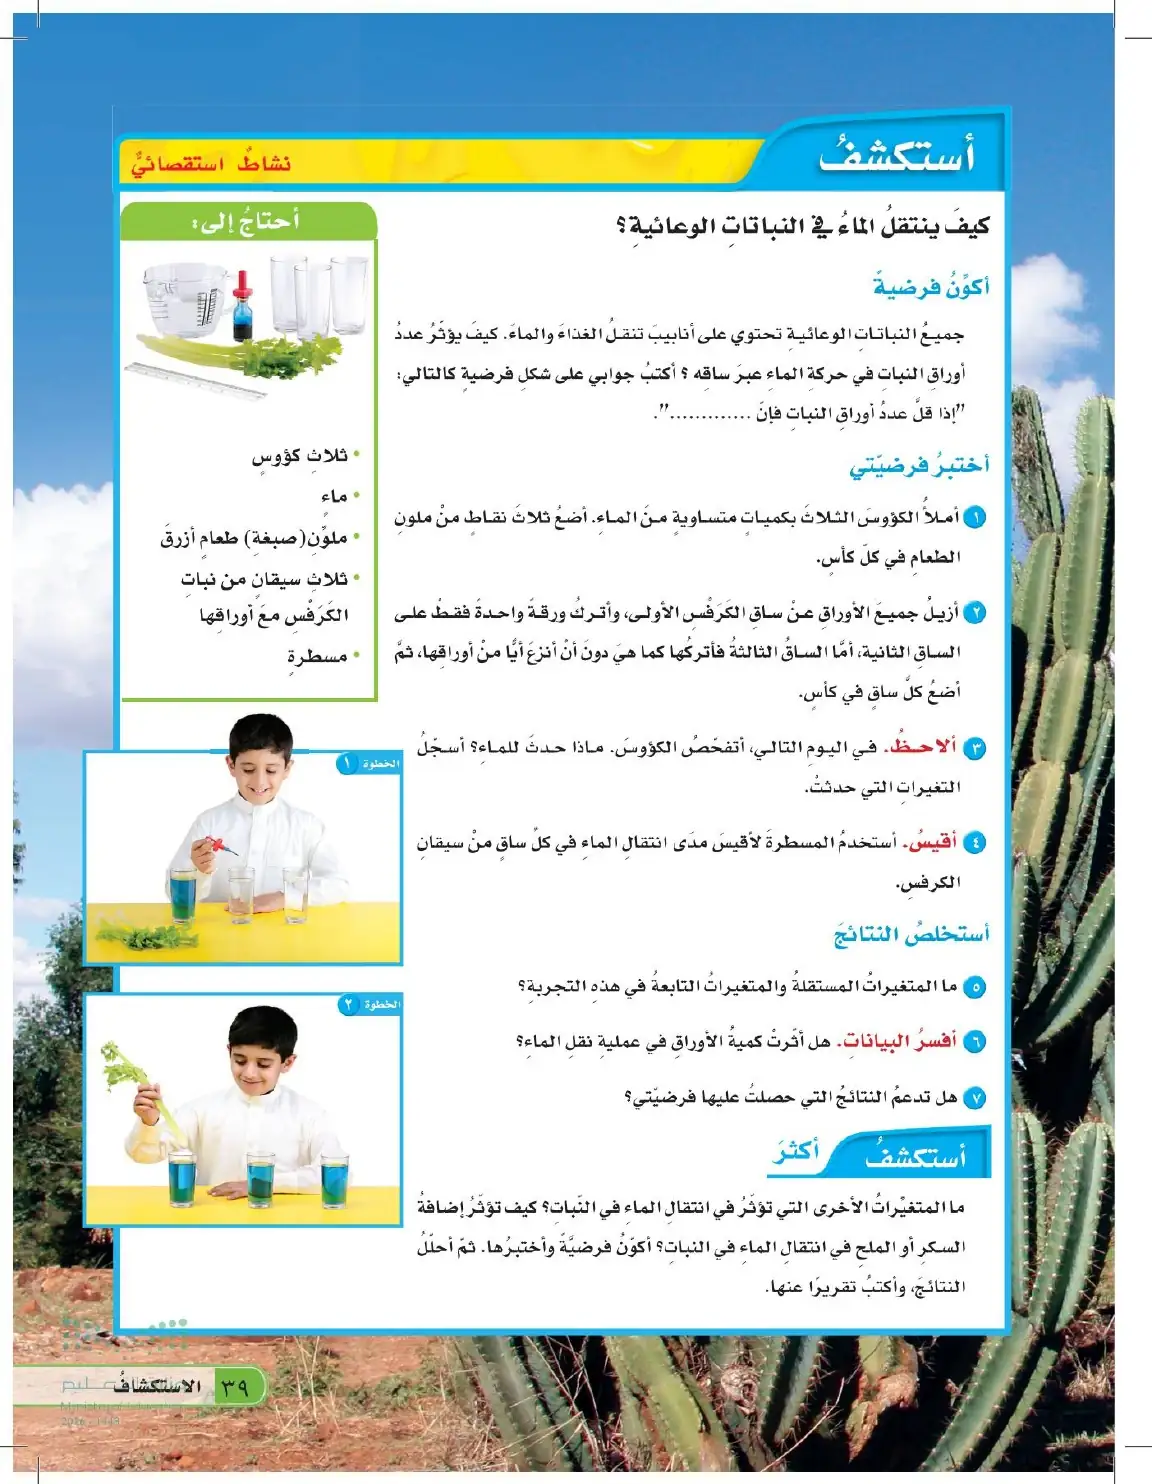 أستكشفُ
نشاطٌ استقصائيٌّ
كيفَ ينتقلُ الماءُ في النباتاتِ الوعائيةِ؟
أكوِّنُ فرضيةً
جميعُ النباتاتِ الوعائيةِ تحتوي على أنابيبَ تنقلُ الغذاءَ والماءَ. كيفَ يؤثّرُ عددُ
أوراقِ النباتِ في حركةِ الماءِ عبرَ ساقِه ؟ أكتبُ جوابي على شكلِ فرضيةٍ كالتالي:
"إذا قلَّ عددُ أوراقِ النباتِ فإنَ .............".
أختبرُ فرضيّتي
١ أملأُ الكؤوسَ الثلاثَ بكمياتٍ متساويةٍ منَ الماءِ. أضعُ ثلاثَ نقاطٍ منْ ملونِ
الطعامِ في كلّ كأسٍ.
٢ أزيلُ جميعَ الأوراقِ عنْ ساقِ الكَرَفْسِ الأولى، وأتركُ ورقةً واحدةً فقطْ على
الساقِ الثانيةِ، أمَّا الساقُ الثالثةُ فأتركُها كما هيَ دونَ أنْ أنزعَ أيًّا منْ أوراقِها، ثمَّ
أضعُ كلَّ ساقٍ في كأسٍ.
٣ ألاحظُ. في اليومِ التالي، أتفحّصُ الكؤوسَ. ماذا حدثَ للماءِ؟ أسجّلُ
التغيراتِ التي حدثتْ.
٤ أقيسُ. أستخدمُ المسطرةَ لأقيسَ مدَى انتقالِ الماءِ في كلِّ ساقٍ منْ سيقانِ
الكرفسِ.
أستخلصُ النتائجَ
٥ ما المتغيراتُ المستقلةُ والمتغيراتُ التابعةُ في هذهِ التجربةِ؟
٦ أفسرُ البياناتِ. هل أثّرتْ كميةُ الأوراقِ في عمليةِ نقلِ الماءِ؟
٧ هل تدعمُ النتائجُ التي حصلتُ عليها فرضيّتي؟
أستكشفُ أكثرَ
ما المتغيِّراتُ الأخرى التي تؤثّرُ في انتقالِ الماءِ في النّباتِ؟ كيف تؤثّرُ إضافةُ
السكرِ أو الملحِ في انتقالِ الماءِ في النباتِ؟ أكوّنُ فرضيَّةً وأختبرُها. ثمّ أحلّلُ
النتائجَ، وأكتبُ تقريرًا عنها.
أحتاجُ إلى:
• ثلاثِ كؤوسٍ
• ماءٍ
• ملوِّنِ(صبغةِ) طعامٍ أزرقَ
• ثلاثِ سيقانٍ من نباتِ
الكَرَفْسِ معَ أوراقِها
• مسطرةٍ
الخطوة ١
الخطوة ٢
٣٩ الاستكشافُ
Ministry of Education
2026 - 1448